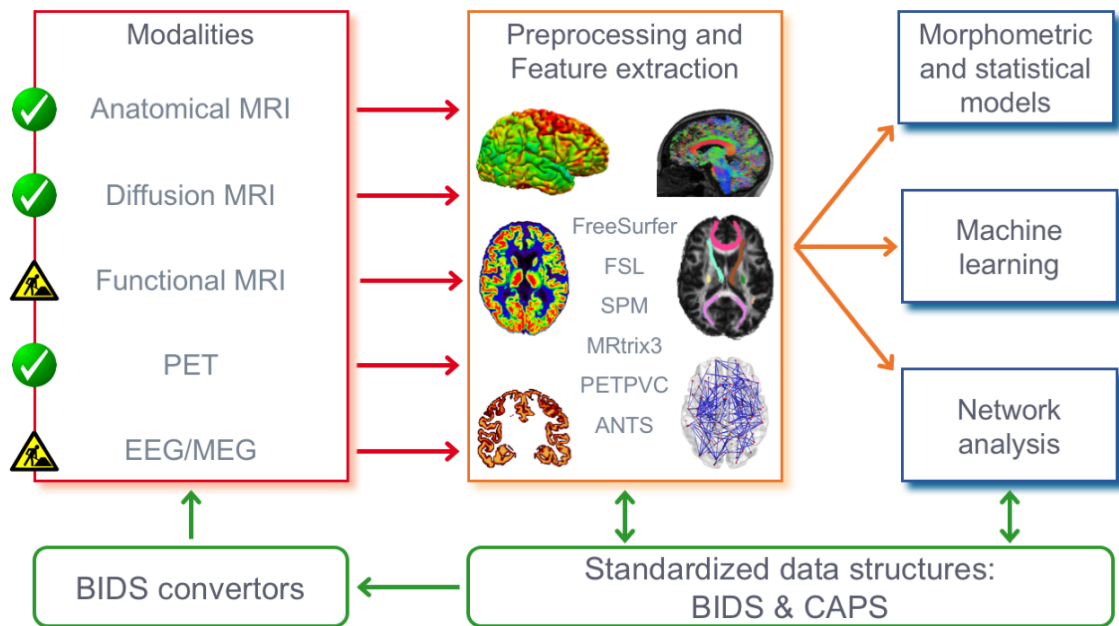 Modalities
Anatomical MRI
Diffusion MRI
Functional MRI
PET
EEG/MEG
Preprocessing and
Feature extraction
FreeSurfer
FSL
SPM
MRtrix3
PETPVC
ANTS
Morphometric
and statistical
models
Machine
learning
Network
analysis
BIDS convertors
Standardized data structures:
BIDS & CAPS